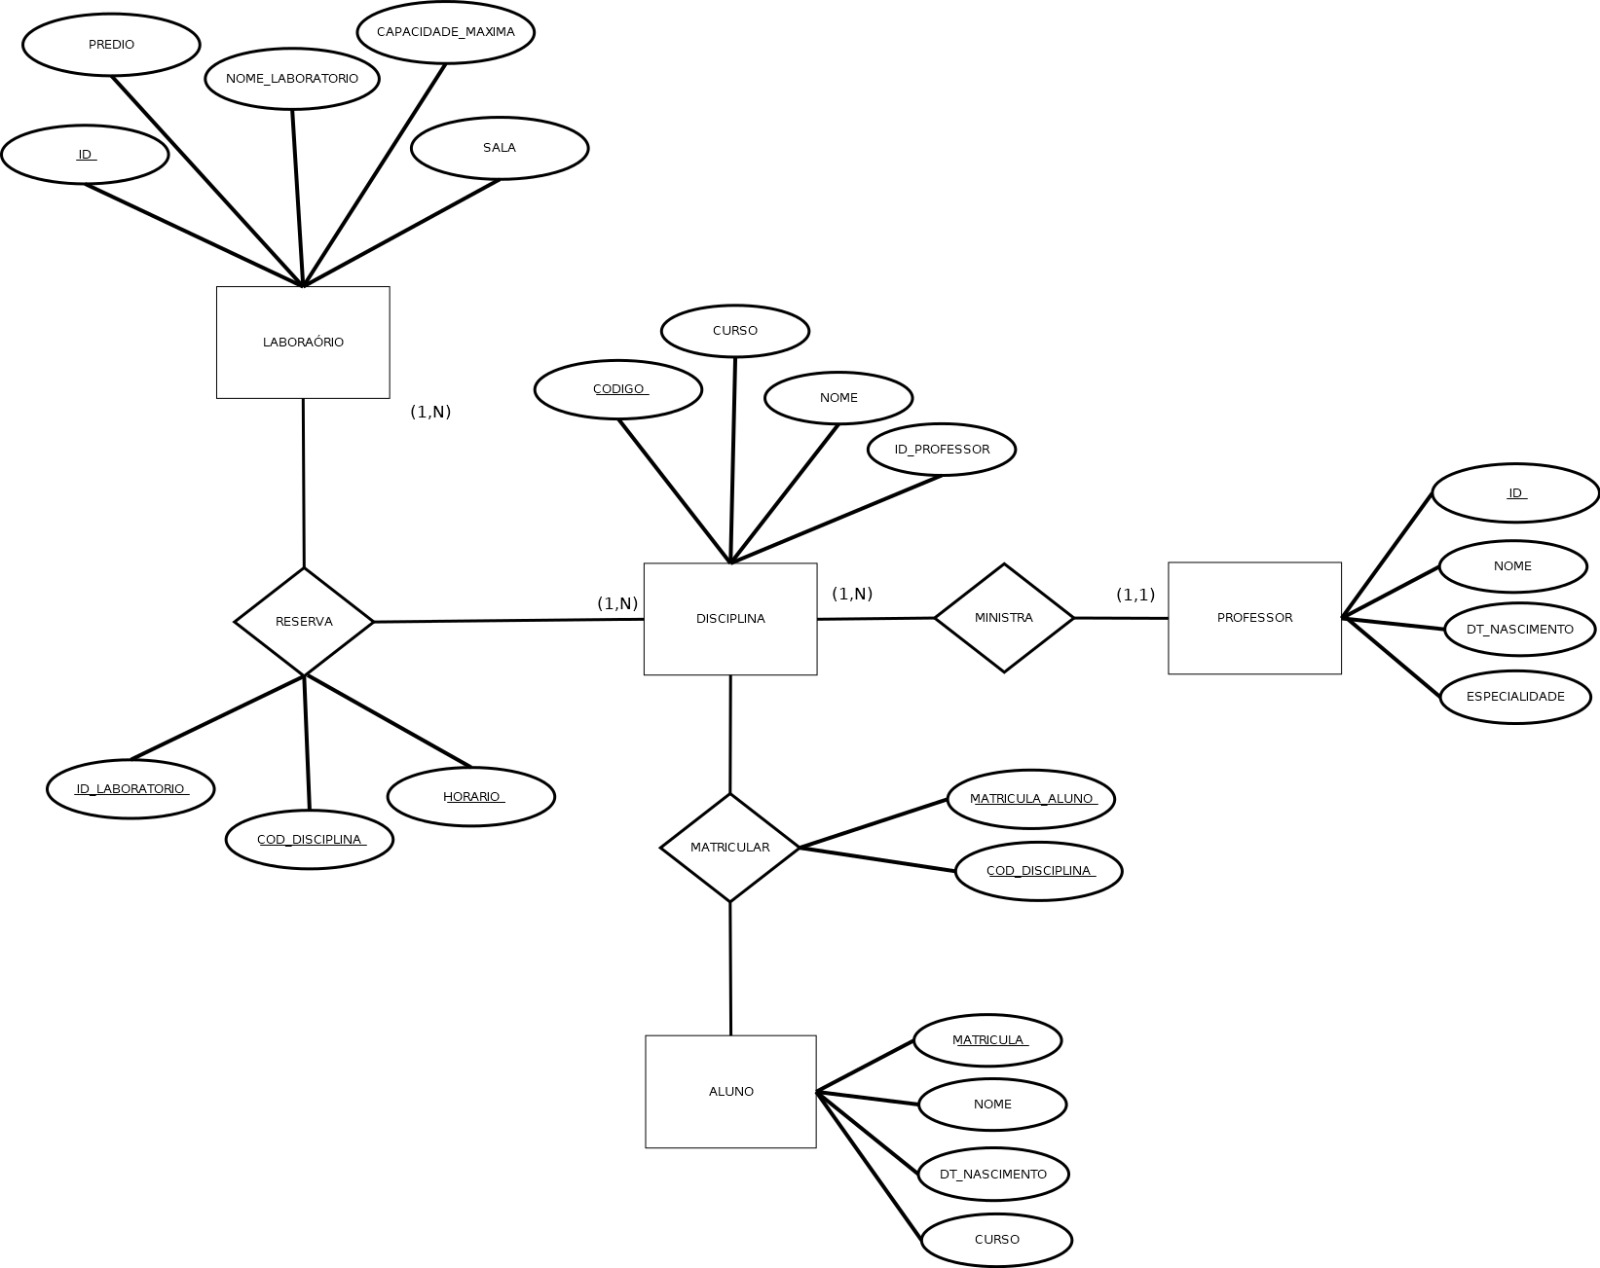 PREDIO
CAPACIDADE_MAXIMA
NOME_LABORATORIO
ID
SALA
LABORAÓRIO
(1,N)
CURSO
CODIGO
NOME
ID_PROFESSOR
ID
NOME
DT_NASCIMENTO
ESPECIALIDADE
RESERVA
(1,N)
DISCIPLINA
(1,N)
MINISTRA
(1,1)
PROFESSOR
ID_LABORATORIO
COD_DISCIPLINA
HORARIO
MATRICULAR
MATRICULA_ALUNO
COD_DISCIPLINA
ALUNO
MATRICULA
NOME
DT_NASCIMENTO
CURSO